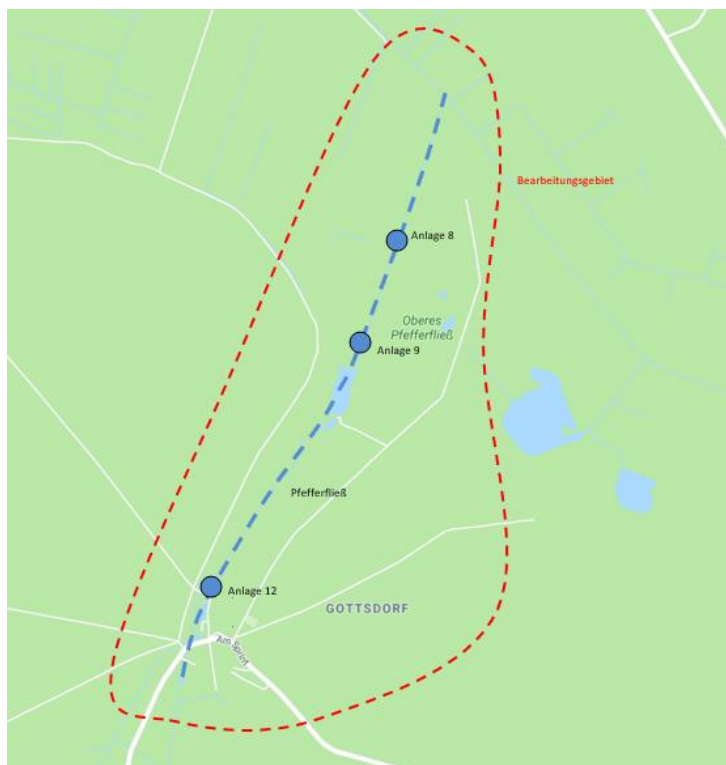 Bearbeitungsgebiet
Anlage 8
Oberes
Pfefferfließ
Anlage 9
Pfefferfließ
Anlage 12
GOTTSDORF
Am Sprint